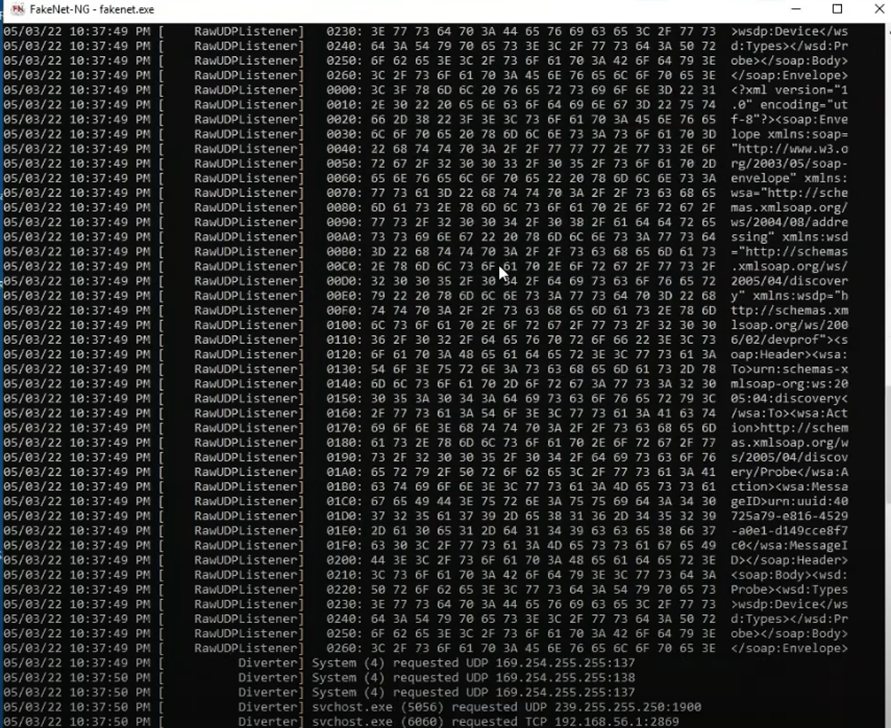 FakeNet-NG - fakenet.exe
05/03/22 10:37:49 PM [ RawUDPListener] 0230: 3E 77 73 64 70 3A 44 65 76 69 63 65 3C 2F 77 73 >wsdp:Device</ws
05/03/22 10:37:49 PM [ RawUDPListener] 0240: 64 3A 54 79 70 65 73 3E 3C 2F 77 73 64 3A 50 72 d:Types></wsd:Pr
05/03/22 10:37:49 PM [ RawUDPListener] 0250: 6F 62 65 3E 3C 2F 73 6F 61 70 3A 42 6F 64 79 3E obe></soap:Body>
05/03/22 10:37:49 PM [ RawUDPListener] 0260: 3C 2F 73 6F 61 70 3A 45 6E 76 65 6C 6F 70 65 3E </soap:Envelope>
05/03/22 10:37:49 PM [ RawUDPListener] 0000: 3C 3F 78 6D 6C 20 76 65 72 73 69 6F 6E 3D 22 31 <?xml version="1
05/03/22 10:37:49 PM [ RawUDPListener] 0010: 2E 30 22 20 65 6E 63 6F 64 69 6E 67 3D 22 75 74 .0" encoding="ut
05/03/22 10:37:49 PM [ RawUDPListener] 0020: 66 2D 38 22 3F 3E 3C 73 6F 61 70 3A 45 6E 76 65 f-8"?><soap:Enve
05/03/22 10:37:49 PM [ RawUDPListener] 0030: 6C 6F 70 65 20 78 6D 6C 6E 73 3A 73 6F 61 70 3D lope xmlns:soap=
05/03/22 10:37:49 PM [ RawUDPListener] 0040: 22 68 74 74 70 3A 2F 2F 77 77 77 2E 77 33 2E 6F "http://www.w3.o
05/03/22 10:37:49 PM [ RawUDPListener] 0050: 72 67 2F 32 30 30 33 2F 30 35 2F 73 6F 61 70 2D rg/2003/05/soap-
05/03/22 10:37:49 PM [ RawUDPListener] 0060: 65 6E 76 65 6C 6F 70 65 22 20 78 6D 6C 6E 73 3A envelope" xmlns:
05/03/22 10:37:49 PM [ RawUDPListener] 0070: 77 73 61 3D 22 68 74 74 70 3A 2F 2F 73 63 68 65 wsa="http://sche
05/03/22 10:37:49 PM [ RawUDPListener] 0080: 6D 61 73 2E 78 6D 6C 73 6F 61 70 2E 6F 72 67 2F mas.xmlsoap.org/
05/03/22 10:37:49 PM [ RawUDPListener] 0090: 77 73 2F 32 30 30 34 2F 30 38 2F 61 64 64 72 65 ws/2004/08/addre
05/03/22 10:37:49 PM [ RawUDPListener] 00A0: 73 73 69 6E 67 22 20 78 6D 6C 6E 73 3A 77 73 64 ssing" xmlns:wsd
05/03/22 10:37:49 PM [ RawUDPListener] 00B0: 3D 22 68 74 74 70 3A 2F 2F 73 63 68 65 6D 61 73 ="http://schemas
05/03/22 10:37:49 PM [ RawUDPListener] 00C0: 2E 78 6D 6C 73 6F 61 70 2E 6F 72 67 2F 77 73 2F .xmlsoap.org/ws/
05/03/22 10:37:49 PM [ RawUDPListener] 00D0: 32 30 30 35 2F 30 34 2F 64 69 73 63 6F 76 65 72 2005/04/discover
05/03/22 10:37:49 PM [ RawUDPListener] 00E0: 79 22 20 78 6D 6C 6E 73 3A 77 73 64 70 3D 22 68 y" xmlns:wsdp="h
05/03/22 10:37:49 PM [ RawUDPListener] 00F0: 74 74 70 3A 2F 2F 73 63 68 65 6D 61 73 2E 78 6D ttp://schemas.xm
05/03/22 10:37:49 PM [ RawUDPListener] 0100: 6C 73 6F 61 70 2E 6F 72 67 2F 77 73 2F 32 30 30 lsoap.org/ws/200
05/03/22 10:37:49 PM [ RawUDPListener] 0110: 36 2F 30 32 2F 64 65 76 70 72 6F 66 22 3E 3C 73 6/02/devprof"><s
05/03/22 10:37:49 PM [ RawUDPListener] 0120: 6F 61 70 3A 48 65 61 64 65 72 3E 3C 77 73 61 3A oap:Header><wsa:
05/03/22 10:37:49 PM [ RawUDPListener] 0130: 54 6F 3E 75 72 6E 3A 73 63 68 65 6D 61 73 2D 78 To>urn:schemas-x
05/03/22 10:37:49 PM [ RawUDPListener] 0140: 6D 6C 73 6F 61 70 2D 6F 72 67 3A 77 73 3A 32 30 mlsoap-org:ws:20
05/03/22 10:37:49 PM [ RawUDPListener] 0150: 30 35 3A 30 34 3A 64 69 73 63 6F 76 65 72 79 3C 05:04:discovery<
05/03/22 10:37:49 PM [ RawUDPListener] 0160: 2F 77 73 61 3A 54 6F 3E 3C 77 73 61 3A 41 63 74 /wsa:To><wsa:Act
05/03/22 10:37:49 PM [ RawUDPListener] 0170: 69 6F 6E 3E 68 74 74 70 3A 2F 2F 73 63 68 65 6D ion>http://schem
05/03/22 10:37:49 PM [ RawUDPListener] 0180: 61 73 2E 78 6D 6C 73 6F 61 70 2E 6F 72 67 2F 77 as.xmlsoap.org/w
05/03/22 10:37:49 PM [ RawUDPListener] 0190: 73 2F 32 30 30 35 2F 30 34 2F 64 69 73 63 6F 76 s/2005/04/discov
05/03/22 10:37:49 PM [ RawUDPListener] 01A0: 65 72 79 2F 50 72 6F 62 65 3C 2F 77 73 61 3A 41 ery/Probe</wsa:A
05/03/22 10:37:49 PM [ RawUDPListener] 01B0: 63 74 69 6F 6E 3E 3C 77 73 61 3A 4D 65 73 73 61 ction><wsa:Messa
05/03/22 10:37:49 PM [ RawUDPListener] 01C0: 67 65 49 44 3E 75 72 6E 3A 75 75 69 64 3A 34 30 geID>urn:uuid:40
05/03/22 10:37:49 PM [ RawUDPListener] 01D0: 37 32 35 61 37 39 2D 65 38 31 36 2D 34 35 32 39 725a79-e816-4529
05/03/22 10:37:49 PM [ RawUDPListener] 01E0: 2D 61 30 65 31 2D 64 31 34 39 63 63 65 38 66 37 -a0e1-d149cce8f7
05/03/22 10:37:49 PM [ RawUDPListener] 01F0: 63 30 3C 2F 77 73 61 3A 4D 65 73 73 61 67 65 49 c0</wsa:MessageI
05/03/22 10:37:49 PM [ RawUDPListener] 0200: 44 3E 3C 2F 73 6F 61 70 3A 48 65 61 64 65 72 3E D></soap:Header>
05/03/22 10:37:49 PM [ RawUDPListener] 0210: 3C 73 6F 61 70 3A 42 6F 64 79 3E 3C 77 73 64 3A <soap:Body><wsd:
05/03/22 10:37:49 PM [ RawUDPListener] 0220: 50 72 6F 62 65 3E 3C 77 73 64 3A 54 79 70 65 73 Probe><wsd:Types
05/03/22 10:37:49 PM [ RawUDPListener] 0230: 3E 77 73 64 70 3A 44 65 76 69 63 65 3C 2F 77 73 >wsdp:Device</ws
05/03/22 10:37:49 PM [ RawUDPListener] 0240: 64 3A 54 79 70 65 73 3E 3C 2F 77 73 64 3A 50 72 d:Types></wsd:Pr
05/03/22 10:37:49 PM [ RawUDPListener] 0250: 6F 62 65 3E 3C 2F 73 6F 61 70 3A 42 6F 64 79 3E obe></soap:Body>
05/03/22 10:37:49 PM [ RawUDPListener] 0260: 3C 2F 73 6F 61 70 3A 45 6E 76 65 6C 6F 70 65 3E </soap:Envelope>
05/03/22 10:37:49 PM [ Diverter] System (4) requested UDP 169.254.255.255:137
05/03/22 10:37:50 PM [ Diverter] System (4) requested UDP 169.254.255.255:138
05/03/22 10:37:50 PM [ Diverter] System (4) requested UDP 169.254.255.255:137
05/03/22 10:37:50 PM [ Diverter] svchost.exe (5056) requested UDP 239.255.255.250:1900
05/03/22 10:37:50 PM [ Diverter] svchost.exe (6060) requested TCP 192.168.56.1:2869